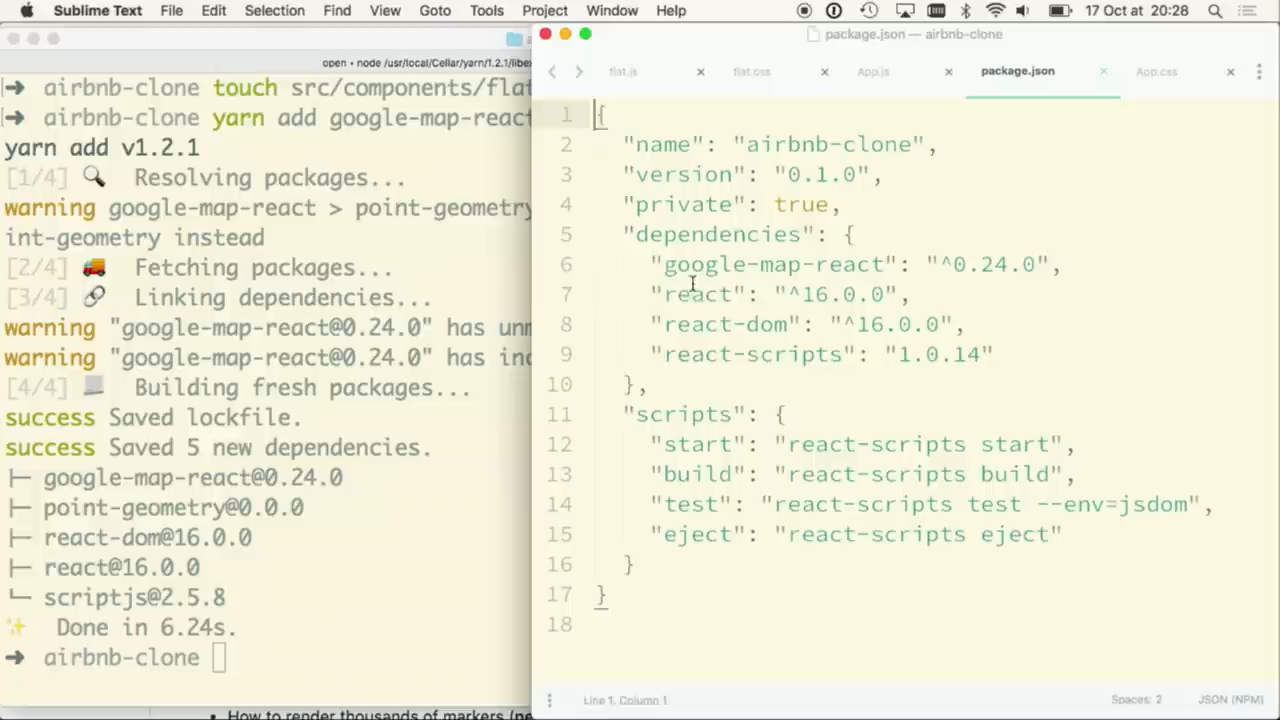 Sublime Text File Edit Selection Find View Goto Tools Project Window Help 17 Oct at 20:28
open • node /usr/local/Cellar/yarn/1.2.1/libex
→ airbnb-clone touch src/components/flat
→ airbnb-clone yarn add google-map-react
yarn add v1.2.1
[1/4] 🔍 Resolving packages...
warning google-map-react > point-geometry
int-geometry instead
[2/4] 🚚 Fetching packages...
[3/4] 🔗 Linking dependencies...
warning "google-map-react@0.24.0" has unm
warning "google-map-react@0.24.0" has inc
[4/4] 📃 Building fresh packages...
success Saved lockfile.
success Saved 5 new dependencies.
├─ google-map-react@0.24.0
├─ point-geometry@0.0.0
├─ react-dom@16.0.0
├─ react@16.0.0
└─ scriptjs@2.5.8
✨ Done in 6.24s.
→ airbnb-clone
• How to render thousands of markers (ne
package.json — airbnb-clone
flat.js flat.css App.js package.json App.css
1 {
2 "name": "airbnb-clone",
3 "version": "0.1.0",
4 "private": true,
5 "dependencies": {
6 "google-map-react": "^0.24.0",
7 "react": "^16.0.0",
8 "react-dom": "^16.0.0",
9 "react-scripts": "1.0.14"
10 },
11 "scripts": {
12 "start": "react-scripts start",
13 "build": "react-scripts build",
14 "test": "react-scripts test --env=jsdom",
15 "eject": "react-scripts eject"
16 }
17 }
18
Line 1, Column 1 Spaces: 2 JSON (NPM)